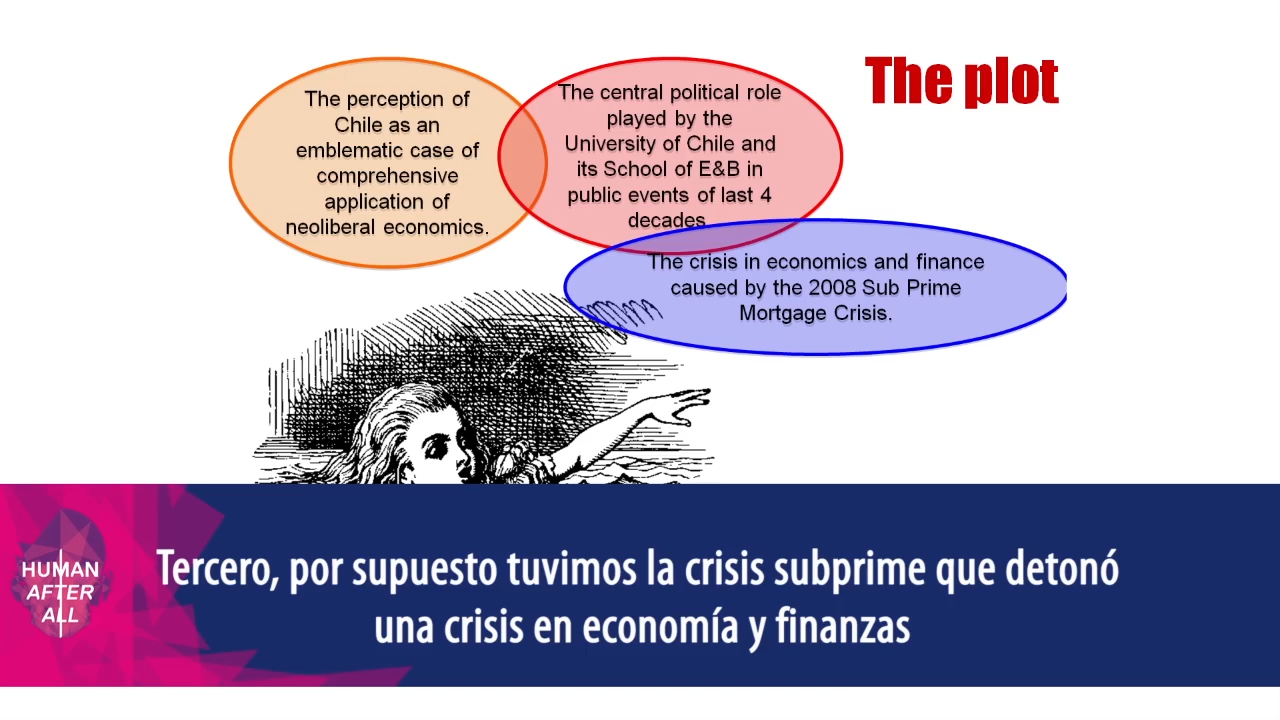 The plot
The perception of
Chile as an
emblematic case of
comprehensive
application of
neoliberal economics.
The central political role
played by the
University of Chile and
its School of E&B in
public events of last 4
decades
The crisis in economics and finance
caused by the 2008 Sub Prime
Mortgage Crisis.
HUMAN
AFTER
ALL
Tercero, por supuesto tuvimos la crisis subprime que detonó
una crisis en economía y finanzas